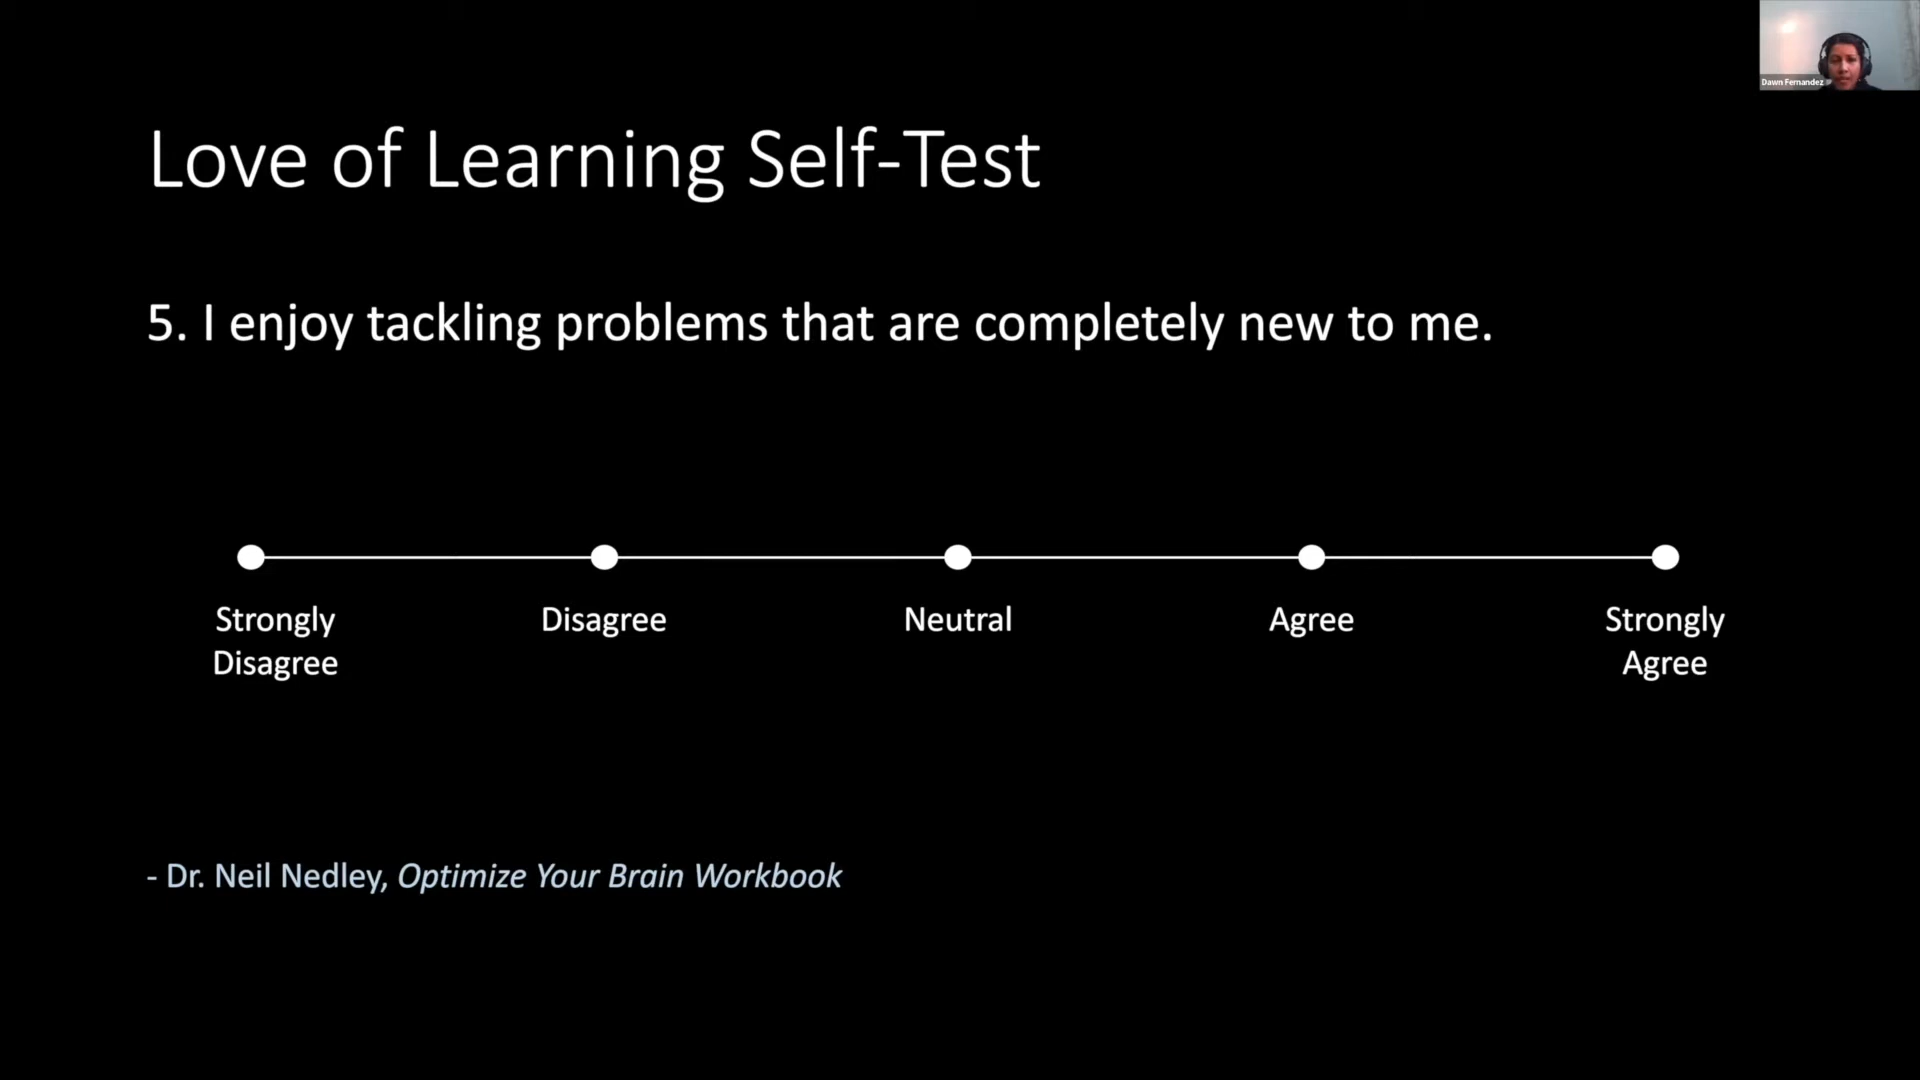 Dawn Fernandez
Love of Learning Self-Test
5. I enjoy tackling problems that are completely new to me.
Strongly Disagree
Disagree
Neutral
Agree
Strongly Agree
- Dr. Neil Nedley, Optimize Your Brain Workbook